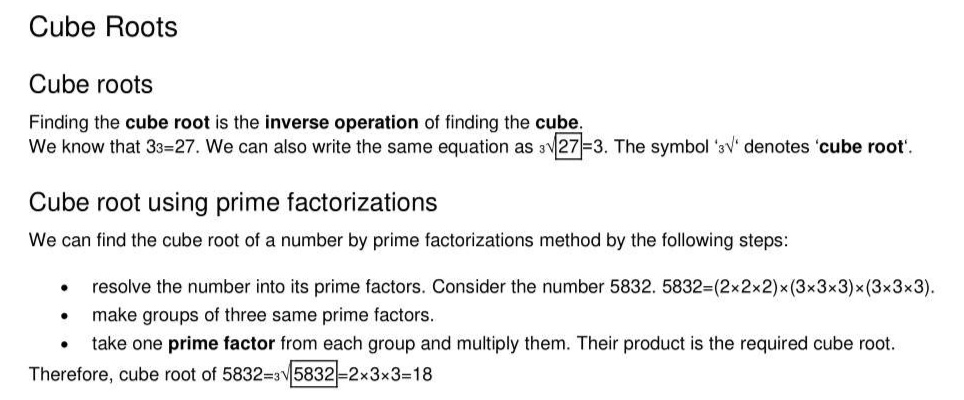 Cube Roots
Cube roots
Finding the cube root is the inverse operation of finding the cube.
We know that 33=27. We can also write the same equation as 3√27=3. The symbol '3√' denotes 'cube root'.
Cube root using prime factorizations
We can find the cube root of a number by prime factorizations method by the following steps:
• resolve the number into its prime factors. Consider the number 5832. 5832=(2×2×2)×(3×3×3)×(3×3×3).
• make groups of three same prime factors.
• take one prime factor from each group and multiply them. Their product is the required cube root.
Therefore, cube root of 5832=3√5832=2×3×3=18